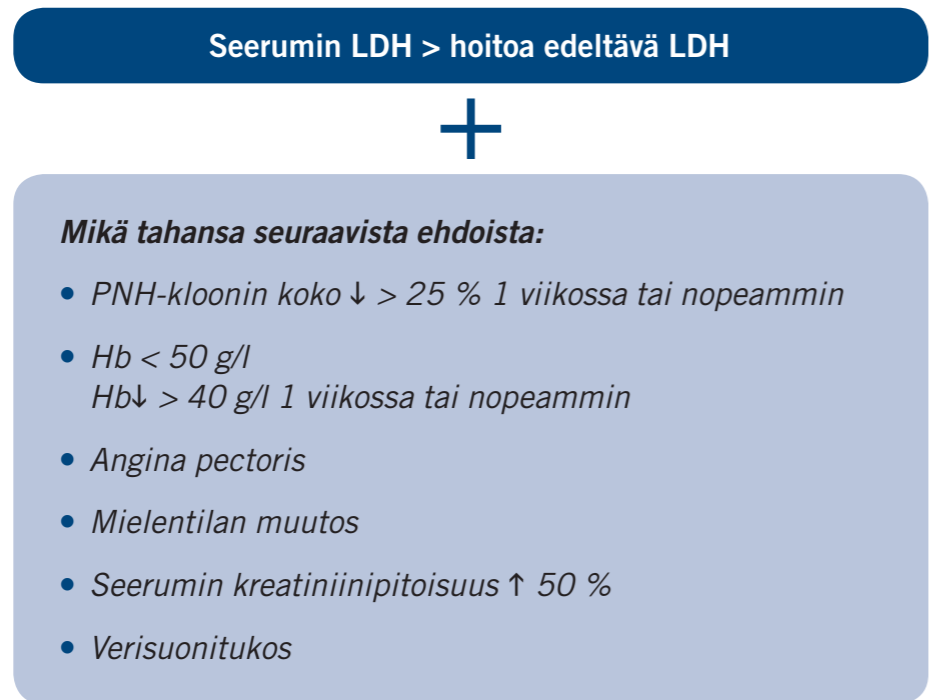 Seerumin LDH > hoitoa edeltävä LDH
+
Mikä tahansa seuraavista ehdoista:
• PNH-kloonin koko ↓ > 25 % 1 viikossa tai nopeammin
• Hb < 50 g/l
Hb↓ > 40 g/l 1 viikossa tai nopeammin
• Angina pectoris
• Mielentilan muutos
• Seerumin kreatiniinipitoisuus ↑ 50 %
• Verisuonitukos